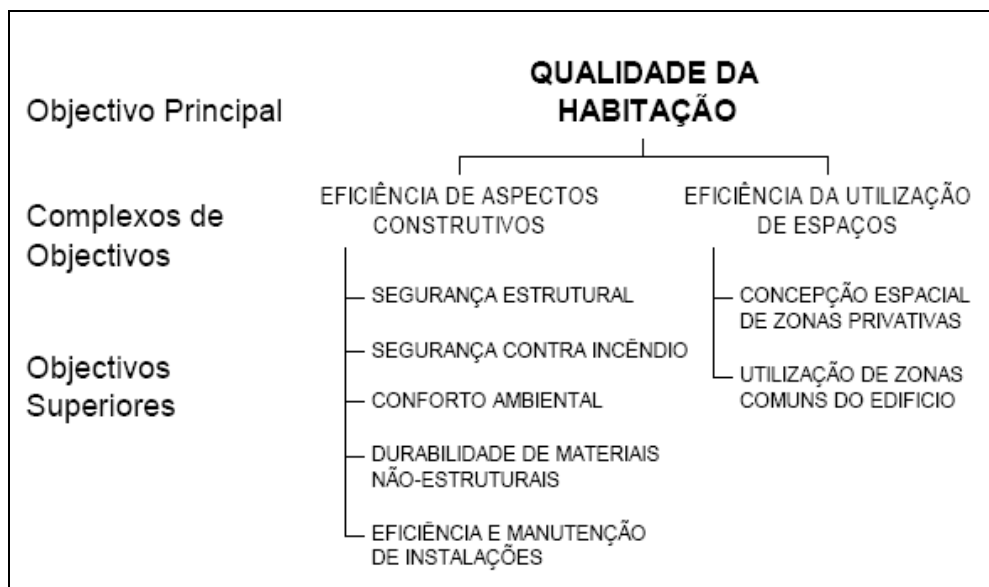 QUALIDADE DA
HABITAÇÃO
Objectivo Principal
EFICIÊNCIA DE ASPECTOS
CONSTRUTIVOS
EFICIÊNCIA DA UTILIZAÇÃO
DE ESPAÇOS
Complexos de
Objectivos
SEGURANÇA ESTRUTURAL
SEGURANÇA CONTRA INCÊNDIO
CONFORTO AMBIENTAL
DURABILIDADE DE MATERIAIS
NÃO-ESTRUTURAIS
EFICIÊNCIA E MANUTENÇÃO
DE INSTALAÇÕES
CONCEPÇÃO ESPACIAL
DE ZONAS PRIVATIVAS
UTILIZAÇÃO DE ZONAS
COMUNS DO EDIFICIO
Objectivos
Superiores